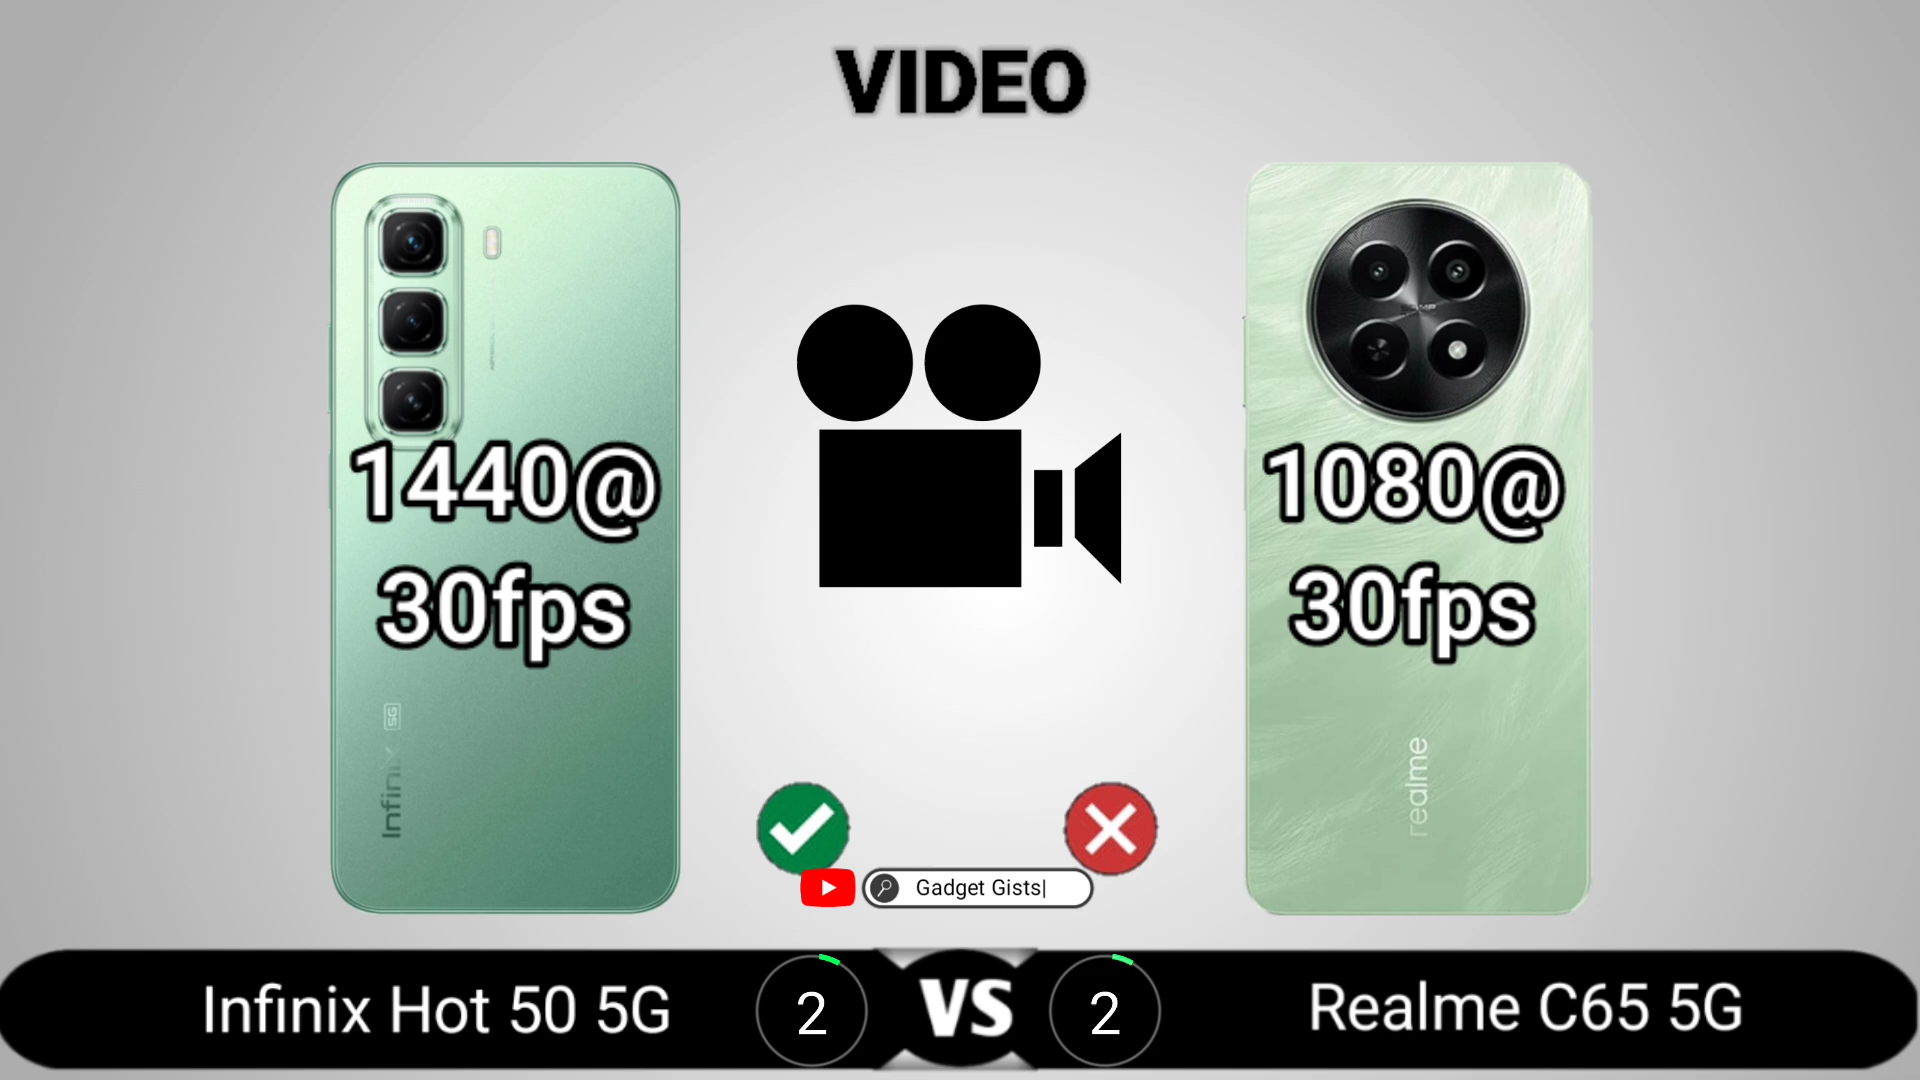 VIDEO
1440@
30fps
1080@
30fps
5G
Infinix
realme
Gadget Gists|
Infinix Hot 50 5G
2
VS
2
Realme C65 5G